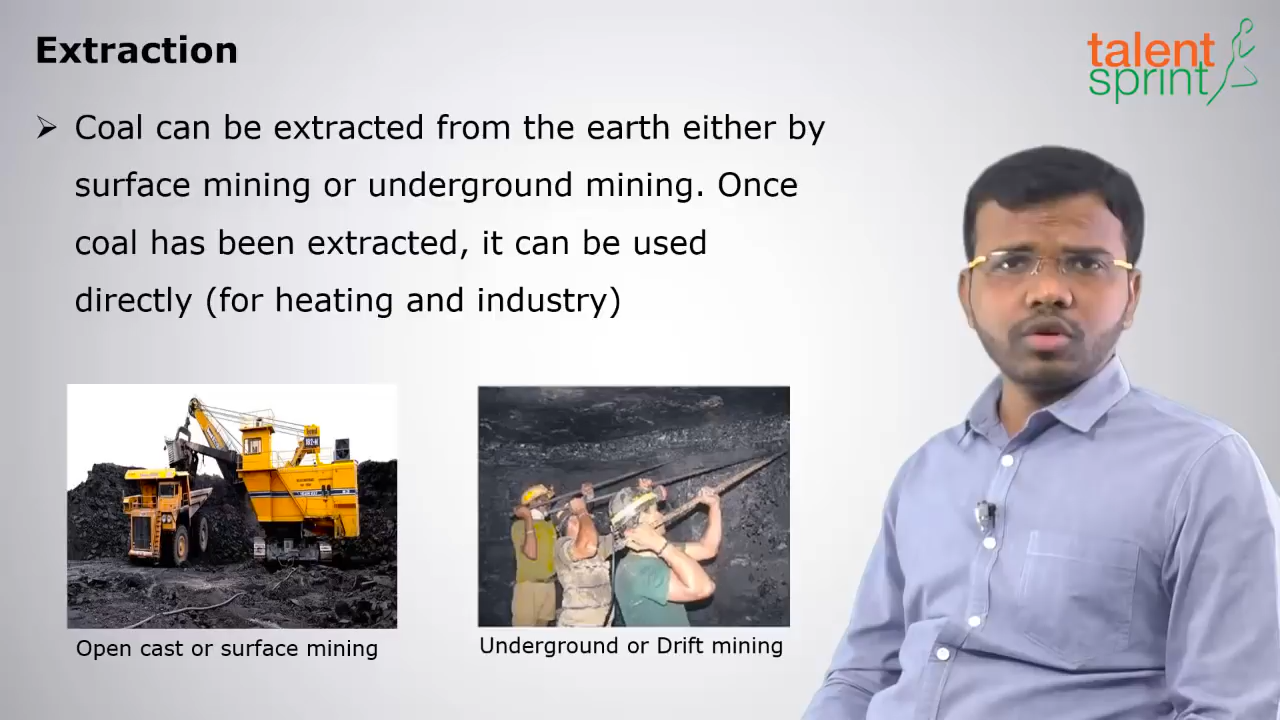 Extraction
talent
sprint
➢ Coal can be extracted from the earth either by
surface mining or underground mining. Once
coal has been extracted, it can be used
directly (for heating and industry)
Open cast or surface mining
Underground or Drift mining